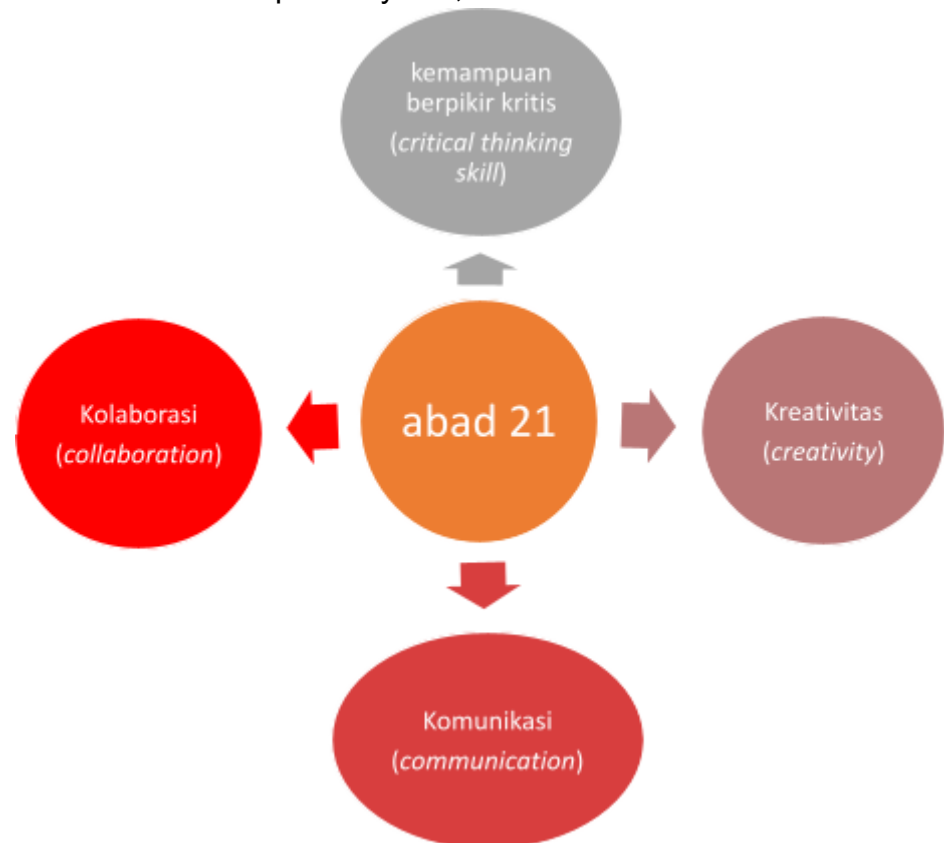 kemampuan
berpikir kritis
(critical thinking
skill)
Kolaborasi
(collaboration)
abad 21
Kreativitas
(creativity)
Komunikasi
(communication)